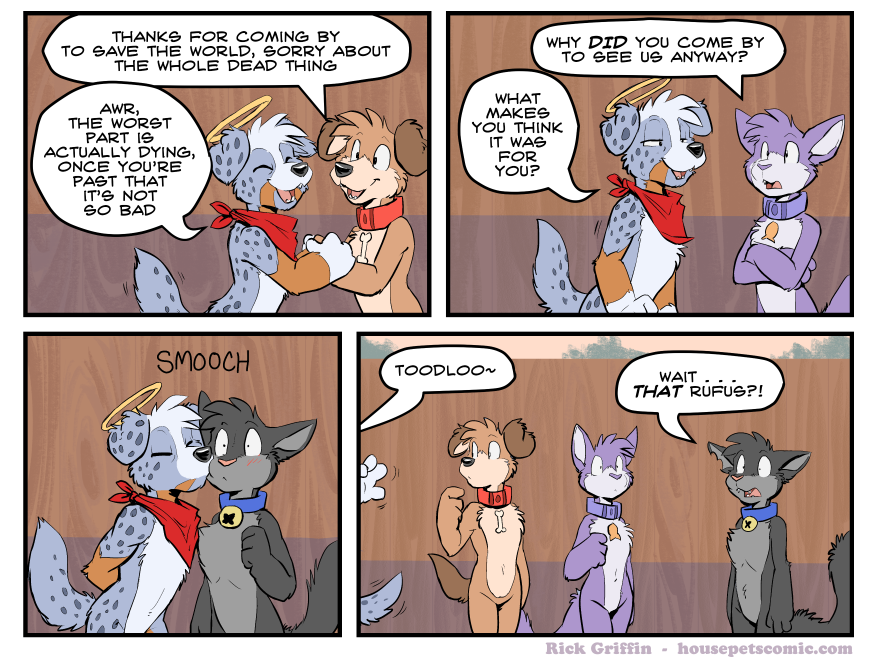 THANKS FOR COMING BY
TO SAVE THE WORLD, SORRY ABOUT
THE WHOLE DEAD THING
AWR,
THE WORST
PART IS
ACTUALLY DYING,
ONCE YOU'RE
PAST THAT
IT'S NOT
SO BAD
WHY DID YOU COME BY
TO SEE US ANYWAY?
WHAT
MAKES
YOU THINK
IT WAS
FOR
YOU?
SMOOCH
TOODLOO~
WAIT . . .
THAT RUFUS?!
Rick Griffin - housepetscomic.com